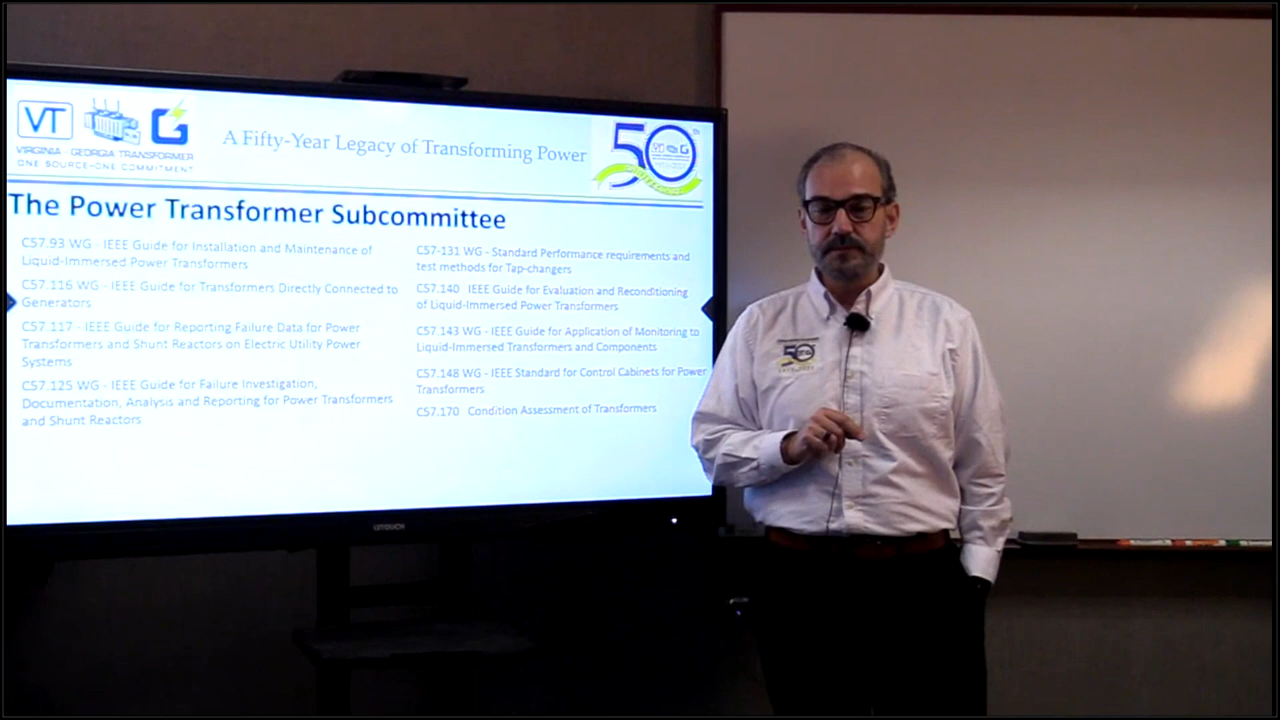 VT
G
VIRGINIA - GEORGIA TRANSFORMER
ONE SOURCE-ONE COMMITMENT
A Fifty-Year Legacy of Transforming Power
50
The Power Transformer Subcommittee
C57.93 WG - IEEE Guide for Installation and Maintenance of
Liquid-Immersed Power Transformers
C57.116 WG - IEEE Guide for Transformers Directly Connected to
Generators
C57.117 - IEEE Guide for Reporting Failure Data for Power
Transformers and Shunt Reactors on Electric Utility Power
Systems
C57.125 WG - IEEE Guide for Failure Investigation,
Documentation, Analysis and Reporting for Power Transformers
and Shunt Reactors
C57-131 WG - Standard Performance requirements and
test methods for Tap-changers
C57.140 IEEE Guide for Evaluation and Reconditioning
of Liquid-Immersed Power Transformers
C57.143 WG - IEEE Guide for Application of Monitoring to
Liquid-Immersed Transformers and Components
C57.148 WG - IEEE Standard for Control Cabinets for Power
Transformers
C57.170 Condition Assessment of Transformers
50